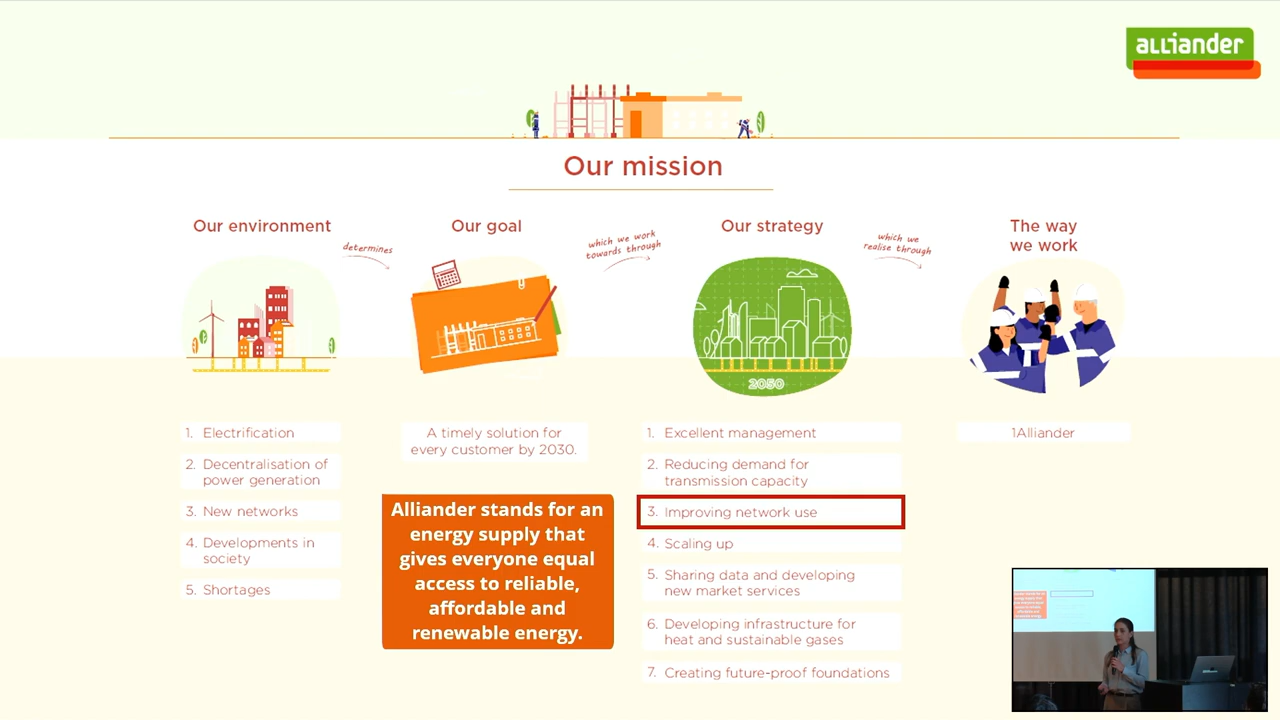 alliander
Our mission
Our environment
determines
Our goal
which we work
towards through
Our strategy
which we
realise through
The way
we work
2050
1. Electrification
2. Decentralisation of
power generation
3. New networks
4. Developments in
society
5. Shortages
A timely solution for
every customer by 2030.
Alliander stands for an
energy supply that
gives everyone equal
access to reliable,
affordable and
renewable energy.
1. Excellent management
2. Reducing demand for
transmission capacity
3. Improving network use
4. Scaling up
5. Sharing data and developing
new market services
6. Developing infrastructure for
heat and sustainable gases
7. Creating future-proof foundations
1Alliander